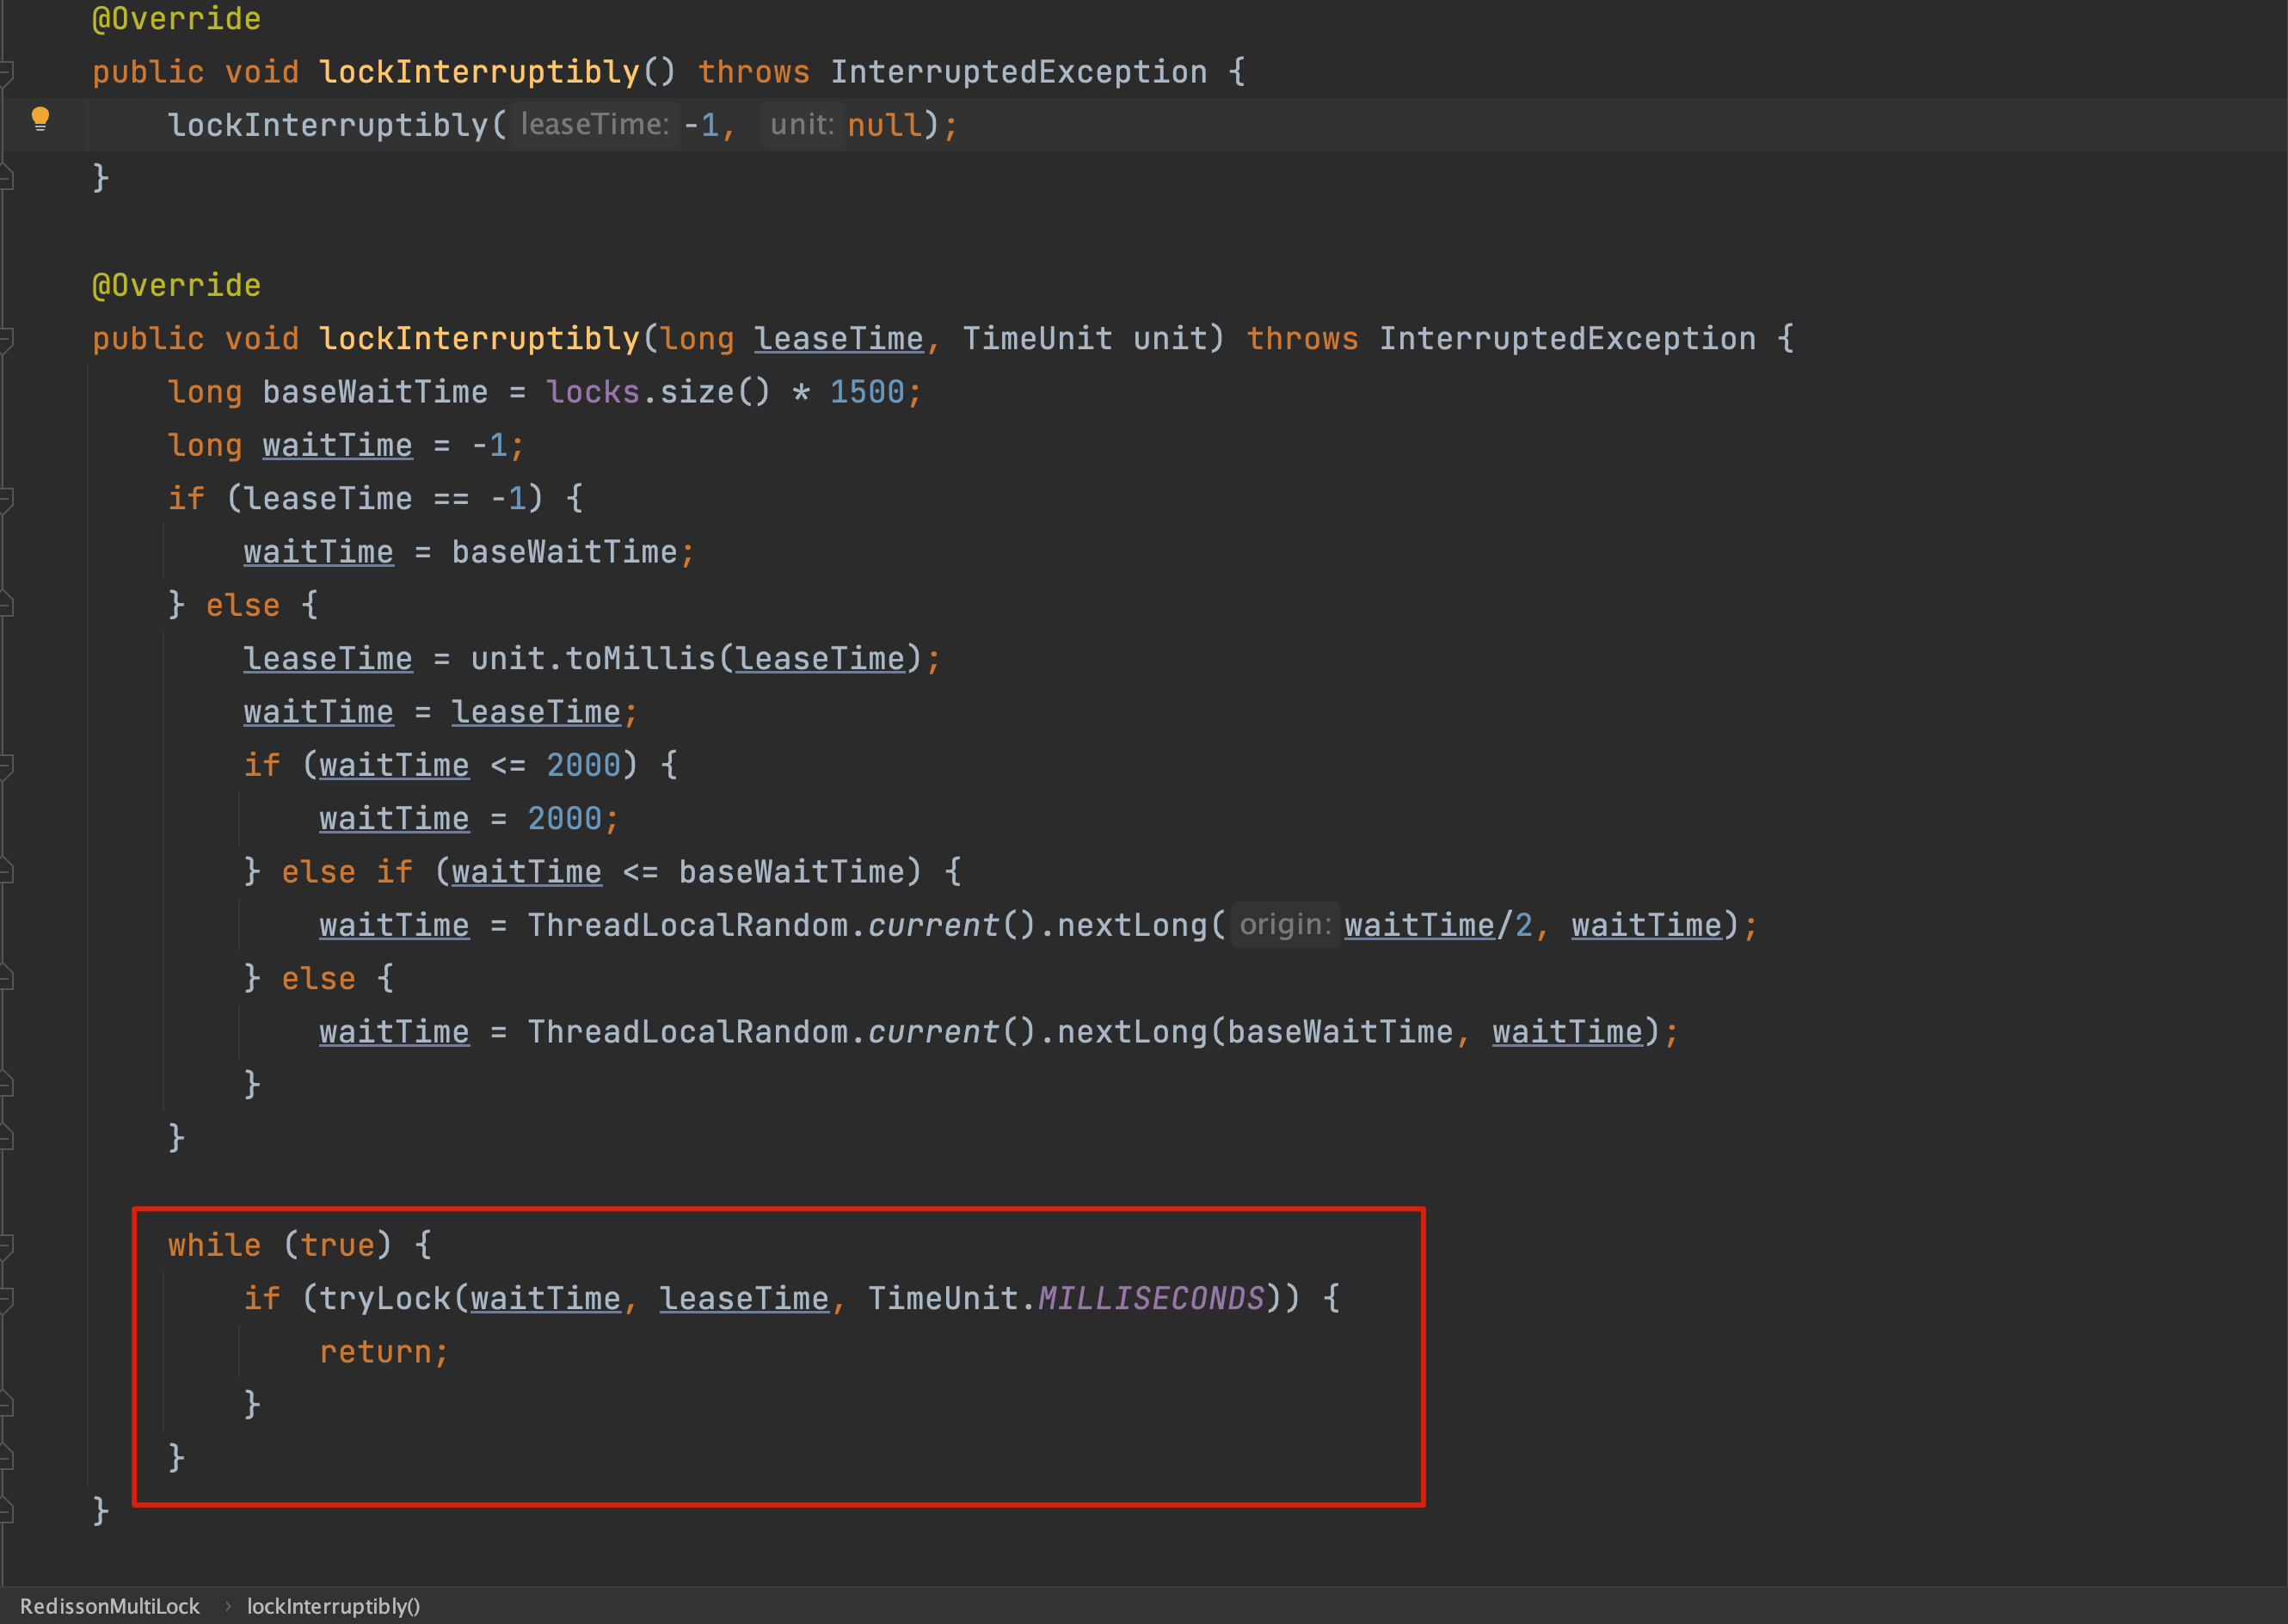 @Override
public void lockInterruptibly() throws InterruptedException {
    lockInterruptibly( leaseTime: -1, unit: null);
}
@Override
public void lockInterruptibly(long leaseTime, TimeUnit unit) throws InterruptedException {
    long baseWaitTime = locks.size() * 1500;
    long waitTime = -1;
    if (leaseTime == -1) {
        waitTime = baseWaitTime;
    } else {
        leaseTime = unit.toMillis(leaseTime);
        waitTime = leaseTime;
        if (waitTime <= 2000) {
            waitTime = 2000;
        } else if (waitTime <= baseWaitTime) {
            waitTime = ThreadLocalRandom.current().nextLong( origin: waitTime/2, waitTime);
        } else {
            waitTime = ThreadLocalRandom.current().nextLong(baseWaitTime, waitTime);
        }
    }
    while (true) {
        if (tryLock(waitTime, leaseTime, TimeUnit.MILLISECONDS)) {
            return;
        }
    }
}
RedissonMultiLock › lockInterruptibly()